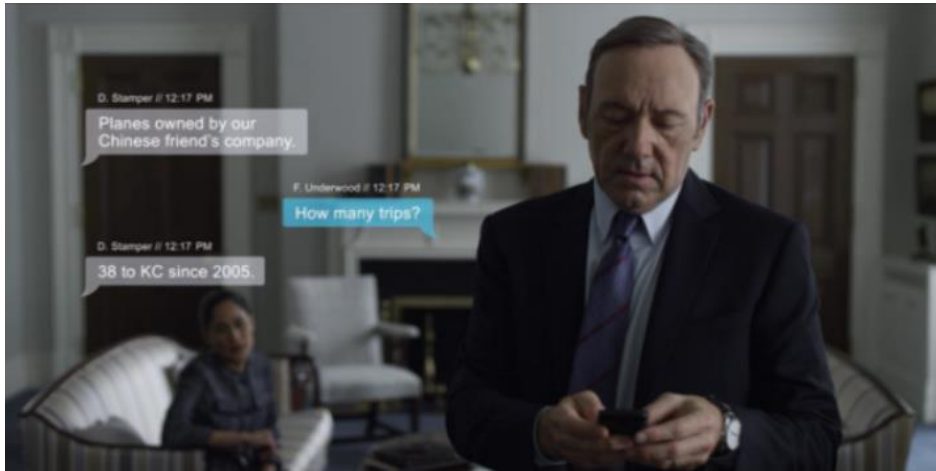 D. Stamper // 12:17 PM
Planes owned by our
Chinese friend's company.
F. Underwood // 12:17 PM
How many trips?
D. Stamper // 12:17 PM
38 to KC since 2005.